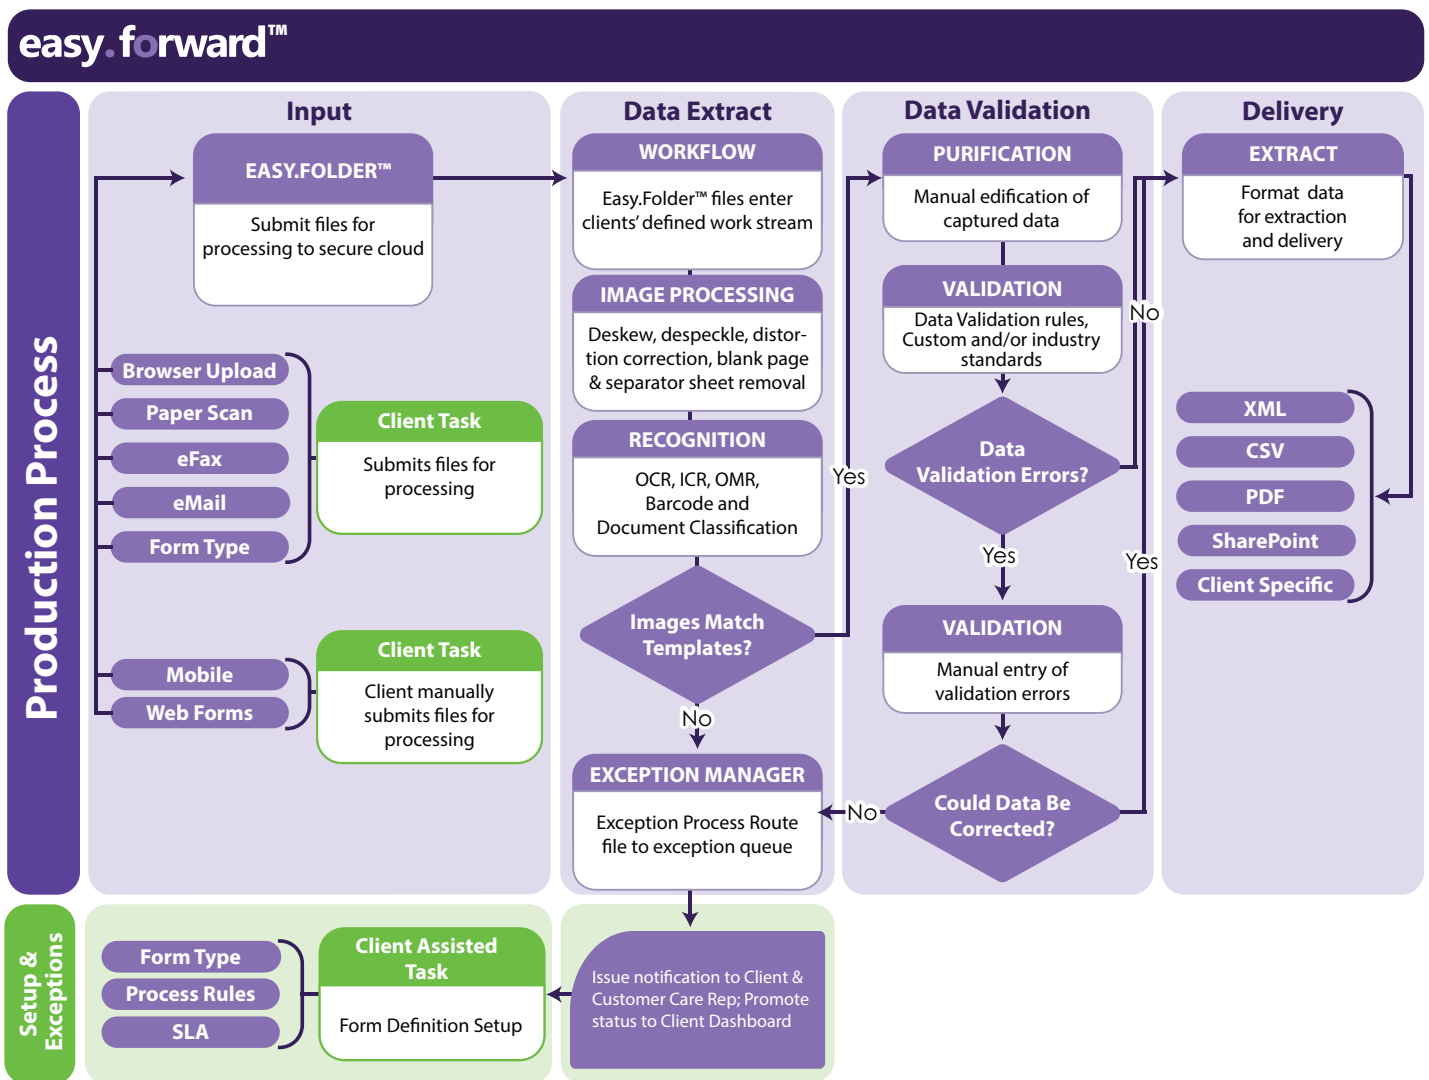 easy.forward™
Production Process
Input
EASY.FOLDER™
Submit files for
processing to secure cloud
Browser Upload
Paper Scan
eFax
eMail
Form Type
Client Task
Submits files for
processing
Mobile
Web Forms
Client Task
Client manually
submits files for
processing
Data Extract
WORKFLOW
Easy.Folder™ files enter
clients’ defined work stream
IMAGE PROCESSING
Deskew, despeckle, distor-
tion correction, blank page
& separator sheet removal
RECOGNITION
OCR, ICR, OMR,
Barcode and
Document Classification
Images Match
Templates?
Yes
No
EXCEPTION MANAGER
Exception Process Route
file to exception queue
Data Validation
PURIFICATION
Manual edification of
captured data
VALIDATION
Data Validation rules,
Custom and/or industry
standards
Data
Validation Errors?
No
Yes
VALIDATION
Manual entry of
validation errors
Could Data Be
Corrected?
No
Yes
Delivery
EXTRACT
Format data
for extraction
and delivery
XML
CSV
PDF
SharePoint
Client Specific
Setup &
Exceptions
Form Type
Process Rules
SLA
Client Assisted
Task
Form Definition Setup
Issue notification to Client &
Customer Care Rep; Promote
status to Client Dashboard